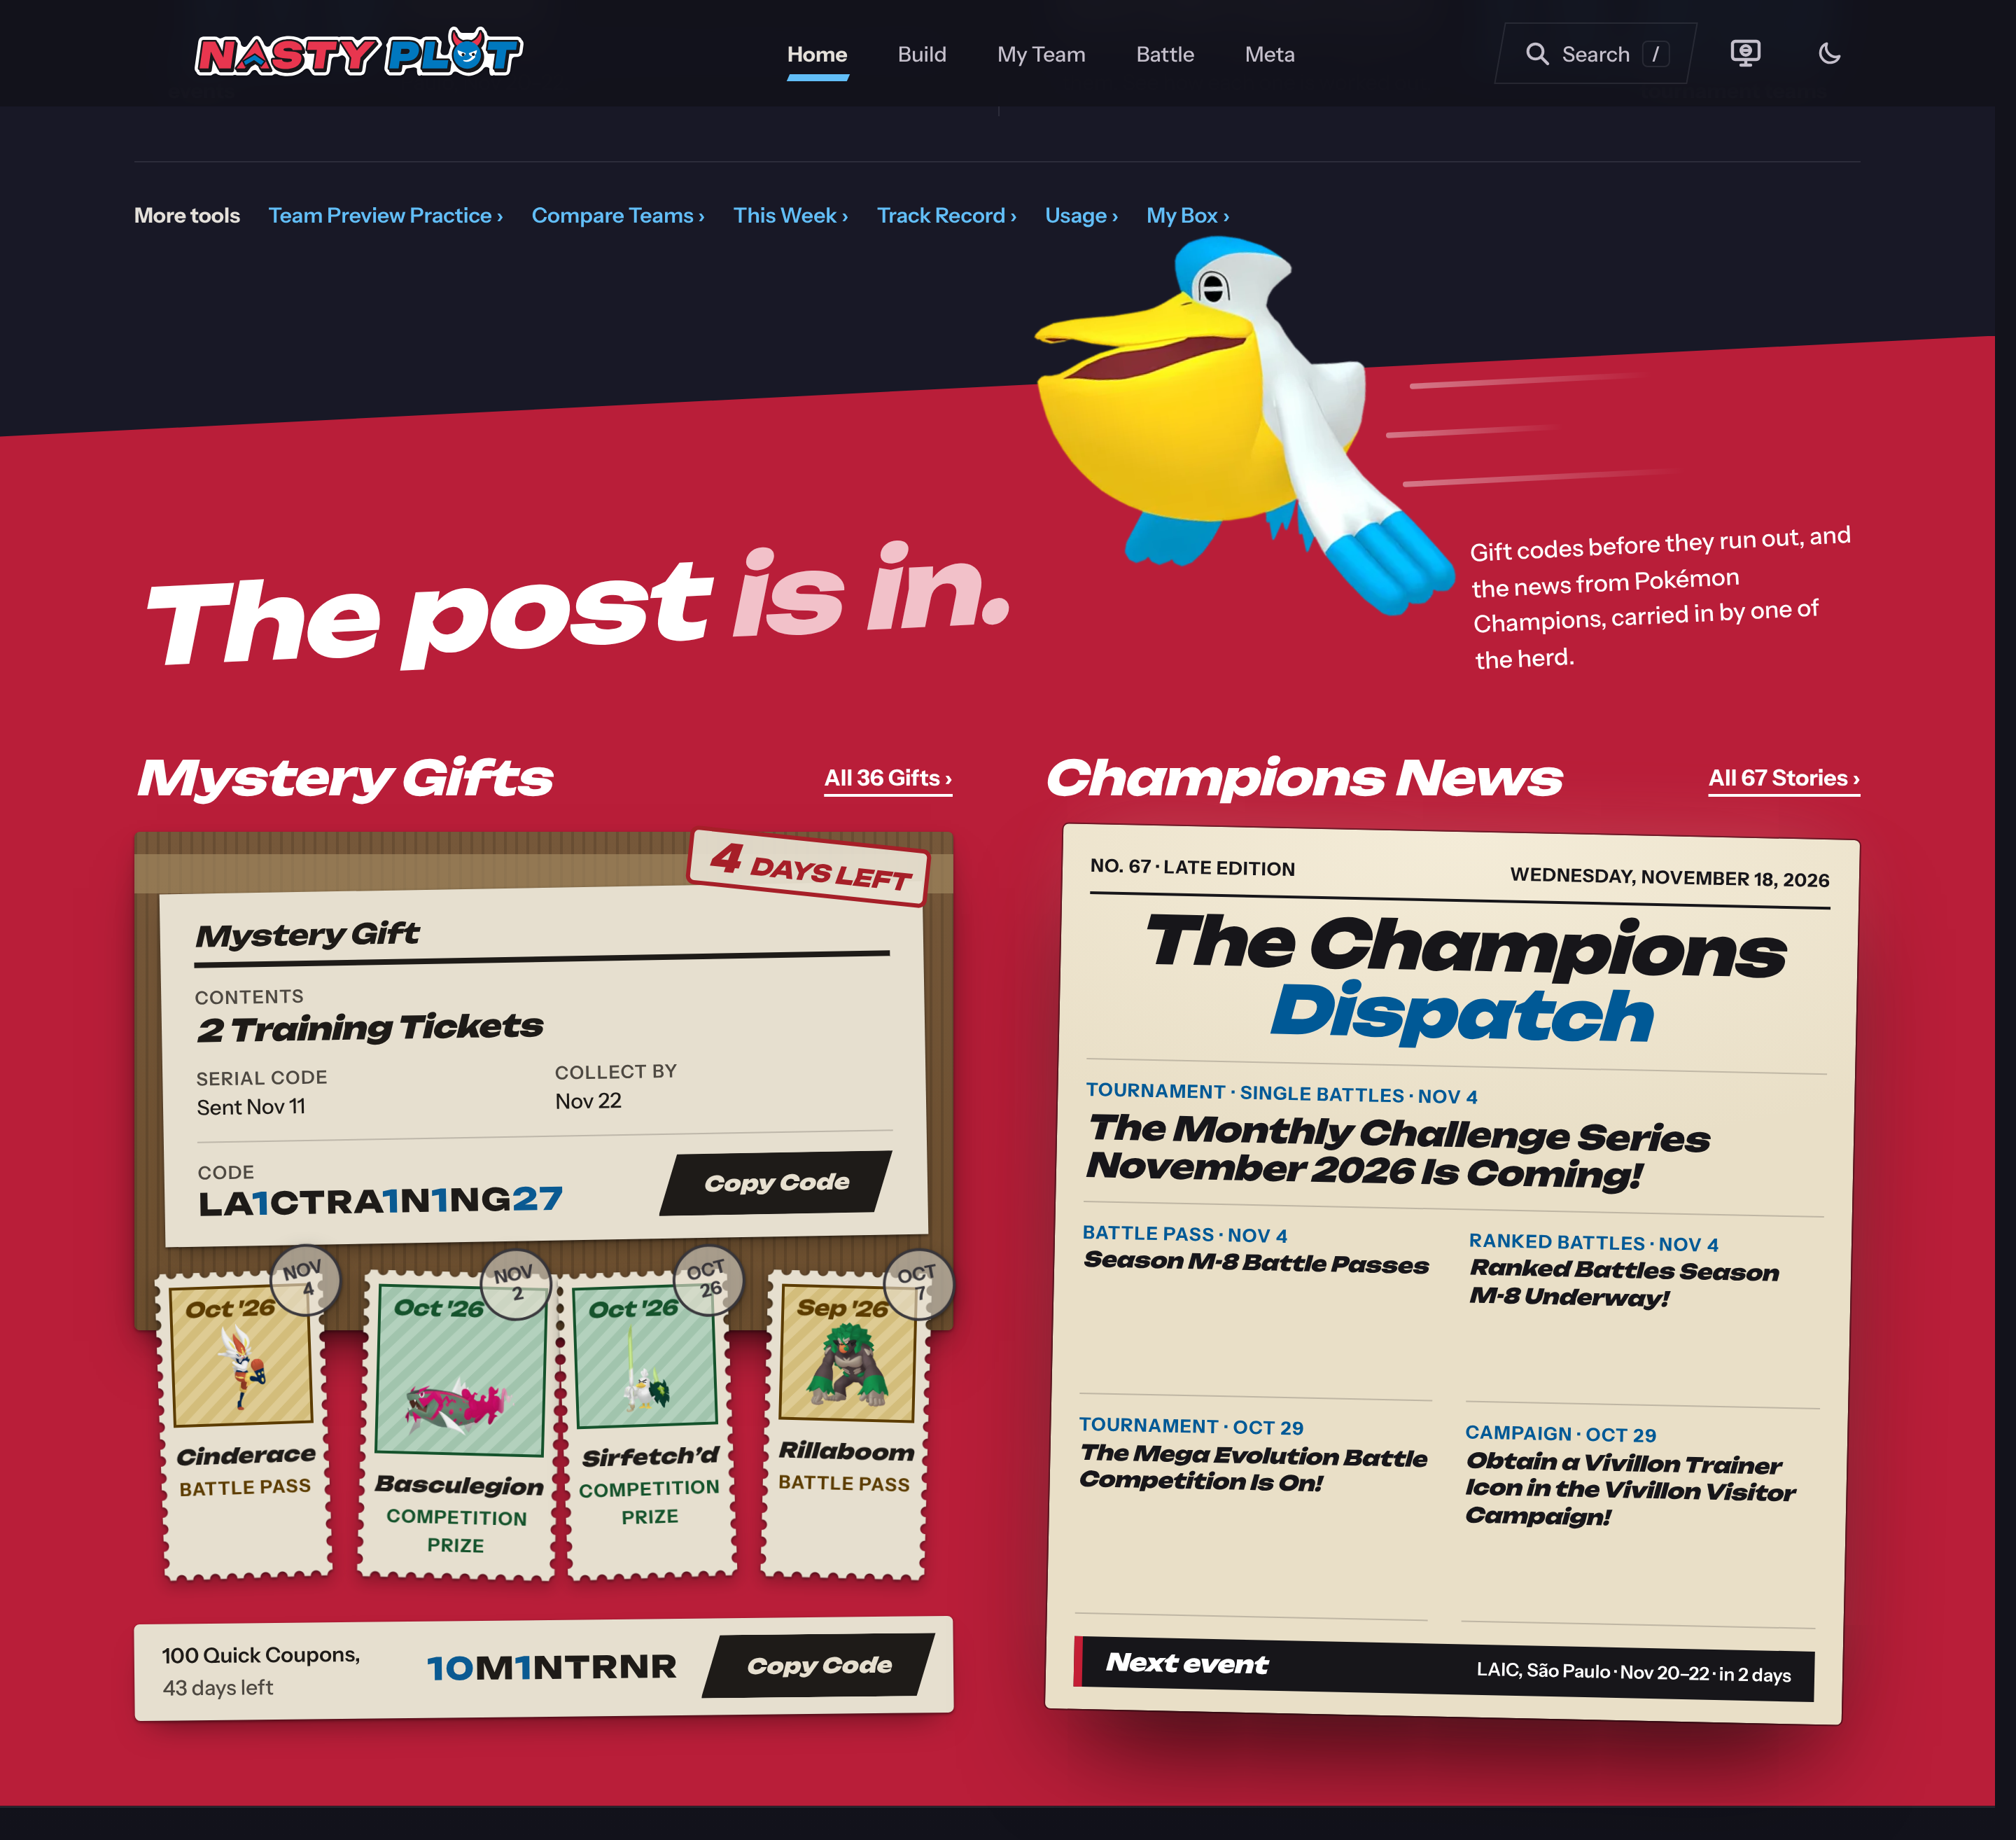 NASTY PLOT
Home
Build
My Team
Battle
Meta
Search /
More tools
Team Preview Practice ›
Compare Teams ›
This Week ›
Track Record ›
Usage ›
My Box ›
The post is in.
Gift codes before they run out, and
the news from Pokémon
Champions, carried in by one of
the herd.
Mystery Gifts
All 36 Gifts ›
4 DAYS LEFT
Mystery Gift
CONTENTS
2 Training Tickets
SERIAL CODE
Sent Nov 11
COLLECT BY
Nov 22
CODE
LA1CTRA1N1NG27
Copy Code
NOV
4
Oct '26
Cinderace
BATTLE PASS
NOV
2
Oct '26
Basculegion
COMPETITION
PRIZE
OCT
26
Oct '26
Sirfetch’d
COMPETITION
PRIZE
OCT
7
Sep '26
Rillaboom
BATTLE PASS
100 Quick Coupons,
43 days left
10M1NTRNR
Copy Code
Champions News
All 67 Stories ›
NO. 67 · LATE EDITION
WEDNESDAY, NOVEMBER 18, 2026
The Champions
Dispatch
TOURNAMENT · SINGLE BATTLES · NOV 4
The Monthly Challenge Series
November 2026 Is Coming!
BATTLE PASS · NOV 4
Season M-8 Battle Passes
RANKED BATTLES · NOV 4
Ranked Battles Season
M-8 Underway!
TOURNAMENT · OCT 29
The Mega Evolution Battle
Competition Is On!
CAMPAIGN · OCT 29
Obtain a Vivillon Trainer
Icon in the Vivillon Visitor
Campaign!
Next event
LAIC, São Paulo · Nov 20–22 · in 2 days